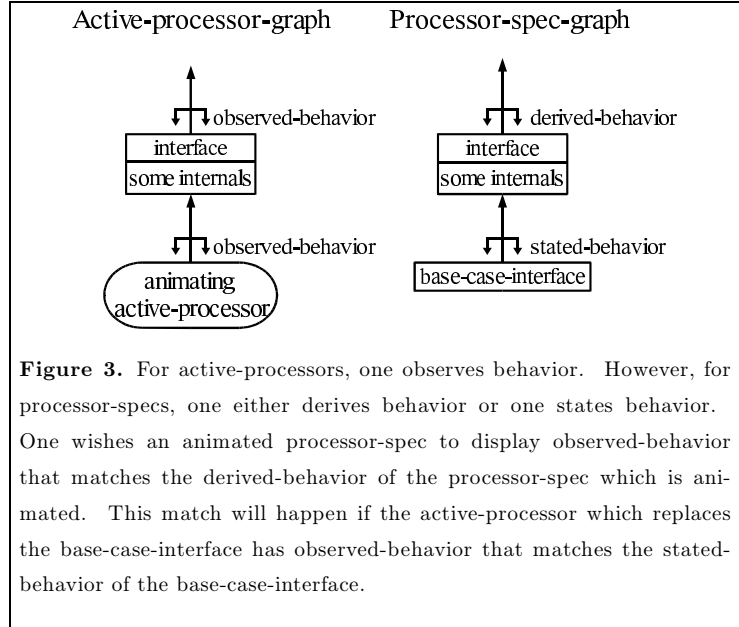 Active-processor-graph
Processor-spec-graph
observed-behavior
derived-behavior
interface
interface
some internals
some internals
observed-behavior
stated-behavior
animating
active-processor
base-case-interface
Figure 3. For active-processors, one observes behavior. However, for
processor-specs, one either derives behavior or one states behavior.
One wishes an animated processor-spec to display observed-behavior
that matches the derived-behavior of the processor-spec which is ani-
mated. This match will happen if the active-processor which replaces
the base-case-interface has observed-behavior that matches the stated-
behavior of the base-case-interface.